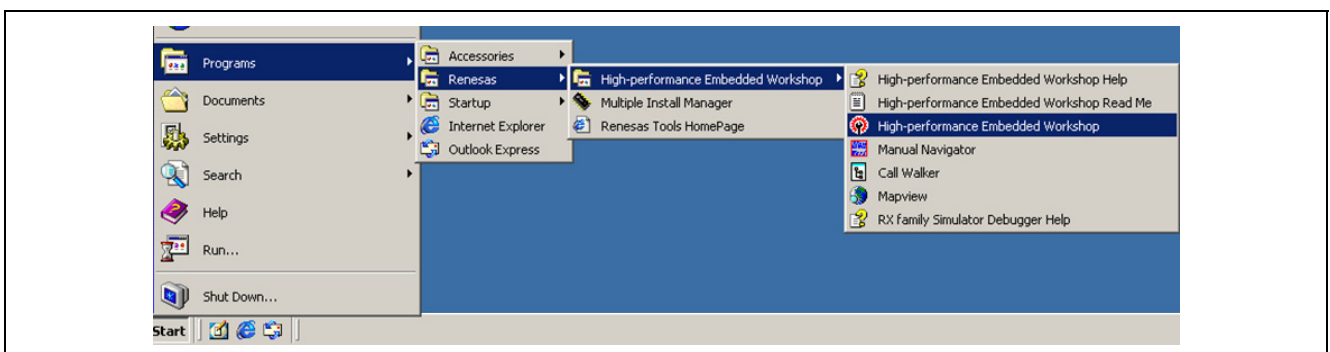 Programs
Documents
Settings
Search
Help
Run...
Shut Down...
Start
Accessories
Renesas
Startup
Internet Explorer
Outlook Express
High-performance Embedded Workshop
Multiple Install Manager
Renesas Tools HomePage
High-performance Embedded Workshop Help
High-performance Embedded Workshop Read Me
High-performance Embedded Workshop
Manual Navigator
Call Walker
Mapview
RX family Simulator Debugger Help